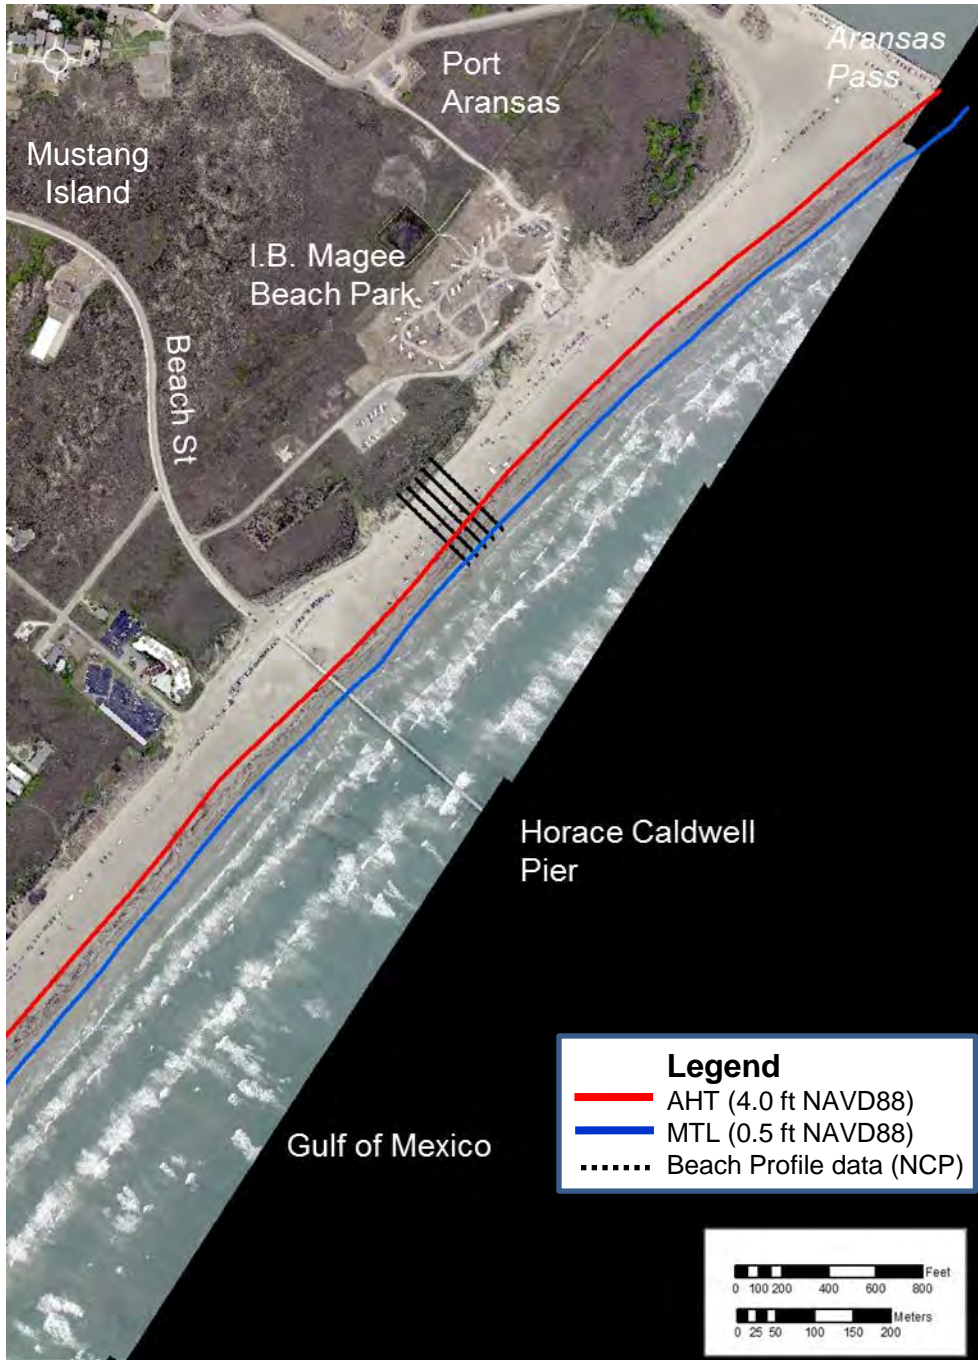 Aransas
Pass
Port
Aransas
Mustang
Island
I.B. Magee
Beach Park
Beach St
Horace Caldwell
Pier
Gulf of Mexico
Legend
AHT (4.0 ft NAVD88)
MTL (0.5 ft NAVD88)
Beach Profile data (NCP)
Feet
0 100 200 400 600 800
Meters
0 25 50 100 150 200